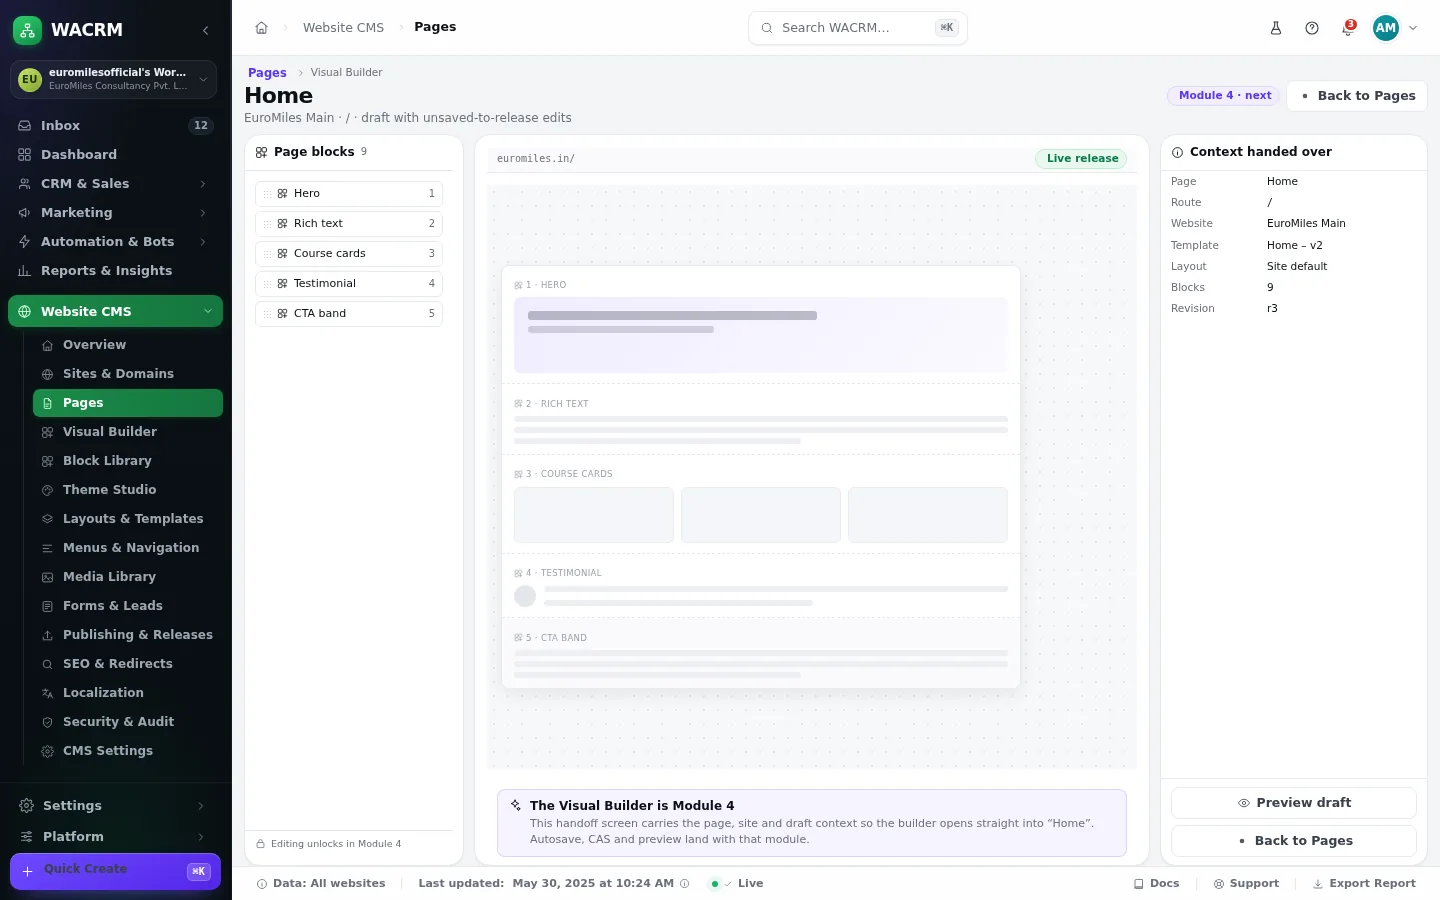 WACRM
EU
euromilesofficial's Wor...
EuroMiles Consultancy Pvt. L...
Inbox 12
Dashboard
CRM & Sales
Marketing
Automation & Bots
Reports & Insights
Website CMS
Overview
Sites & Domains
Pages
Visual Builder
Block Library
Theme Studio
Layouts & Templates
Menus & Navigation
Media Library
Forms & Leads
Publishing & Releases
SEO & Redirects
Localization
Security & Audit
CMS Settings
Settings
Platform
Quick Create ⌘K
Website CMS Pages
Search WACRM... ⌘K
3
AM
Pages Visual Builder
Home
EuroMiles Main · / · draft with unsaved-to-release edits
Module 4 · next
Back to Pages
Page blocks 9
Hero 1
Rich text 2
Course cards 3
Testimonial 4
CTA band 5
Editing unlocks in Module 4
euromiles.in/
Live release
1 · HERO
2 · RICH TEXT
3 · COURSE CARDS
4 · TESTIMONIAL
5 · CTA BAND
The Visual Builder is Module 4
This handoff screen carries the page, site and draft context so the builder opens straight into “Home”.
Autosave, CAS and preview land with that module.
Context handed over
Page Home
Route /
Website EuroMiles Main
Template Home – v2
Layout Site default
Blocks 9
Revision r3
Preview draft
Back to Pages
Data: All websites
Last updated: May 30, 2025 at 10:24 AM
Live
Docs
Support
Export Report